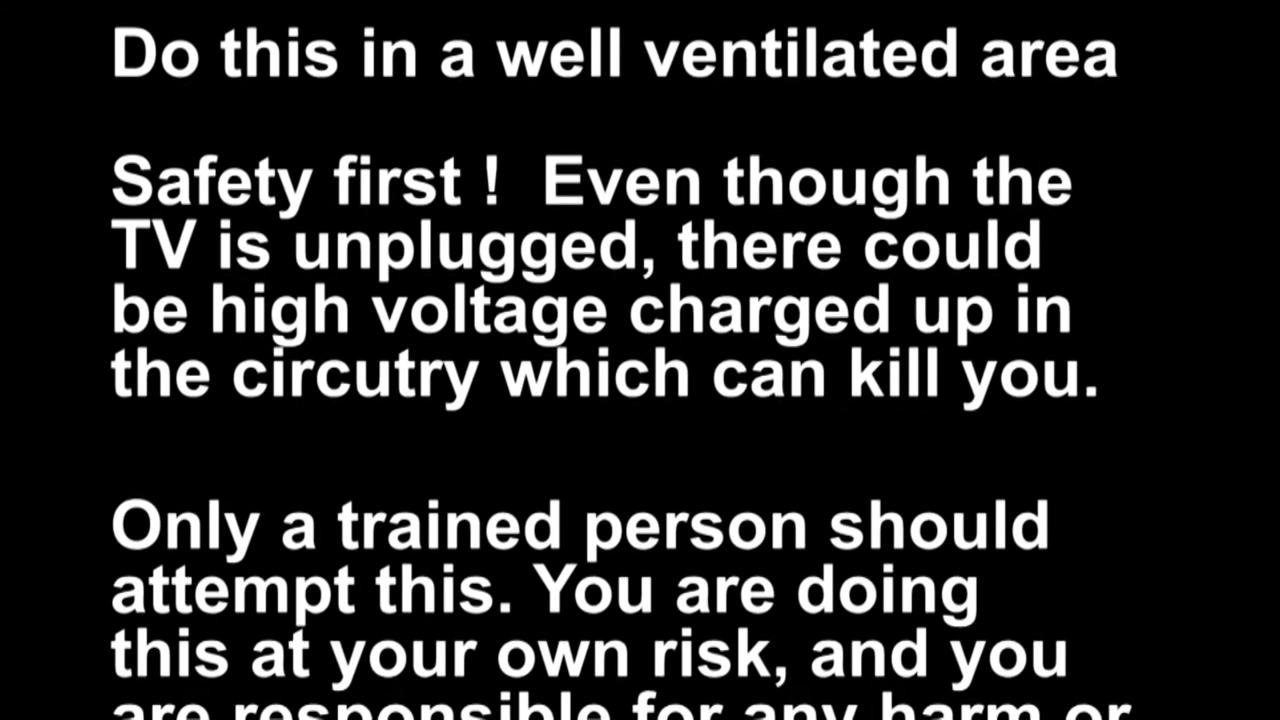 Do this in a well ventilated area
Safety first !  Even though the
TV is unplugged, there could
be high voltage charged up in
the circutry which can kill you.
Only a trained person should
attempt this. You are doing
this at your own risk, and you
are responsible for any harm or